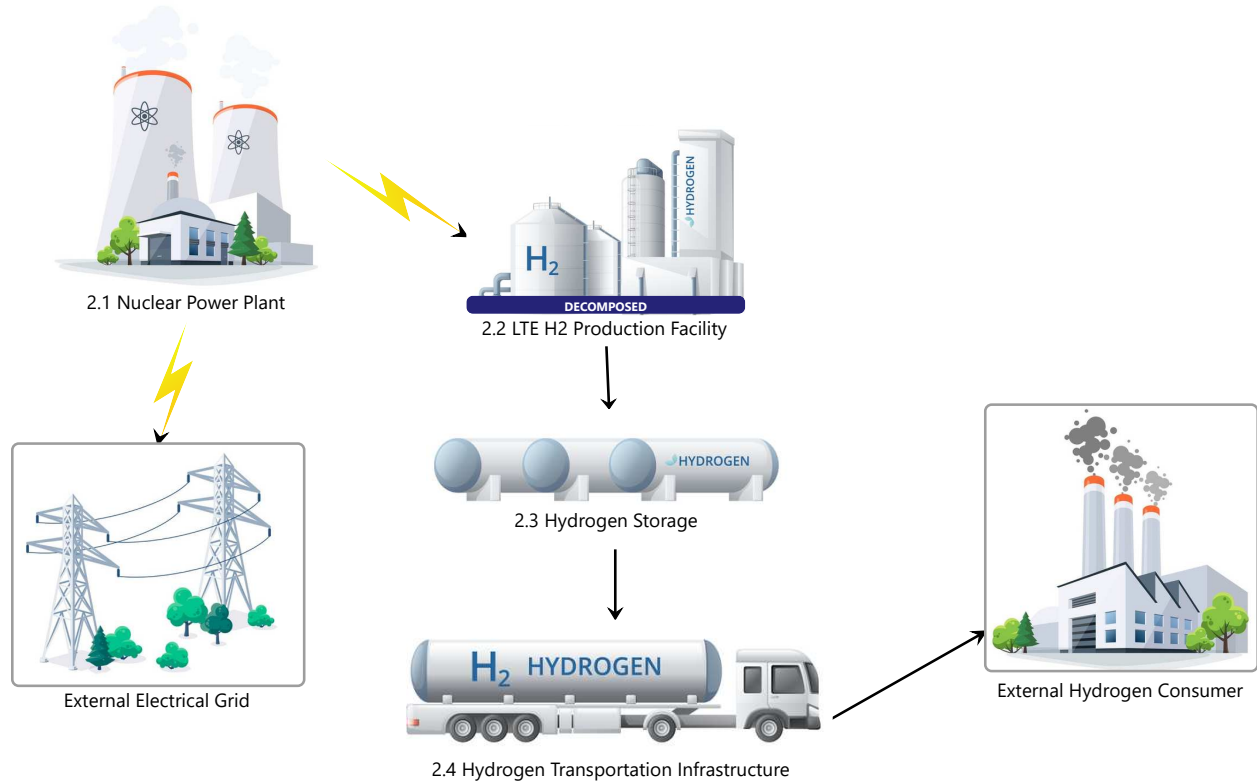 HYDROGEN
H2
DECOMPOSED
2.1 Nuclear Power Plant
2.2 LTE H2 Production Facility
HYDROGEN
2.3 Hydrogen Storage
H2 HYDROGEN
External Electrical Grid
External Hydrogen Consumer
2.4 Hydrogen Transportation Infrastructure